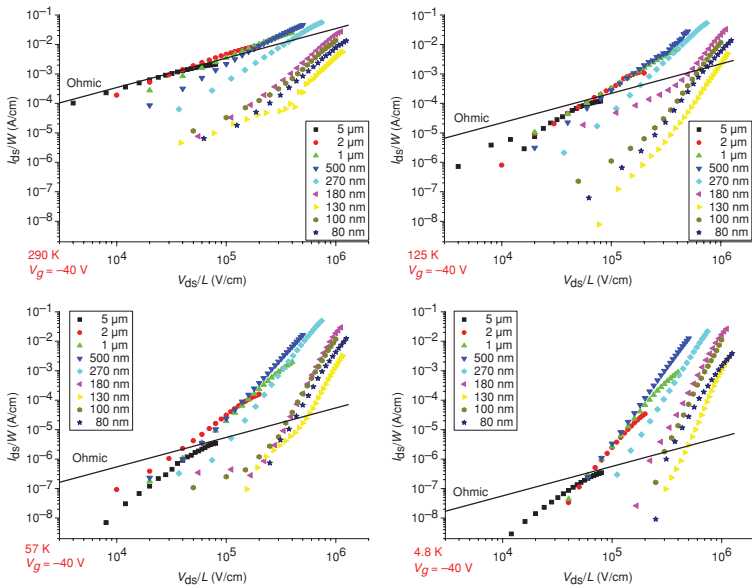 10⁻¹
10⁻²
10⁻³
10⁻⁴
10⁻⁵
10⁻⁶
10⁻⁷
10⁻⁸
I_ds/W (A/cm)
Ohmic
5 µm
2 µm
1 µm
500 nm
270 nm
180 nm
130 nm
100 nm
80 nm
10⁴
10⁵
10⁶
V_ds/L (V/cm)
290 K
V_g = −40 V
10⁻¹
10⁻²
10⁻³
10⁻⁴
10⁻⁵
10⁻⁶
10⁻⁷
10⁻⁸
I_ds/W (A/cm)
Ohmic
5 µm
2 µm
1 µm
500 nm
270 nm
180 nm
130 nm
100 nm
80 nm
10⁴
10⁵
10⁶
V_ds/L (V/cm)
125 K
V_g = −40 V
10⁻¹
10⁻²
10⁻³
10⁻⁴
10⁻⁵
10⁻⁶
10⁻⁷
10⁻⁸
I_ds/W (A/cm)
5 µm
2 µm
1 µm
500 nm
270 nm
180 nm
130 nm
100 nm
80 nm
Ohmic
10⁴
10⁵
10⁶
V_ds/L (V/cm)
57 K
V_g = −40 V
10⁻¹
10⁻²
10⁻³
10⁻⁴
10⁻⁵
10⁻⁶
10⁻⁷
10⁻⁸
I_ds/W (A/cm)
5 µm
2 µm
1 µm
500 nm
270 nm
180 nm
130 nm
100 nm
80 nm
Ohmic
10⁴
10⁵
10⁶
V_ds/L (V/cm)
4.8 K
V_g = −40 V